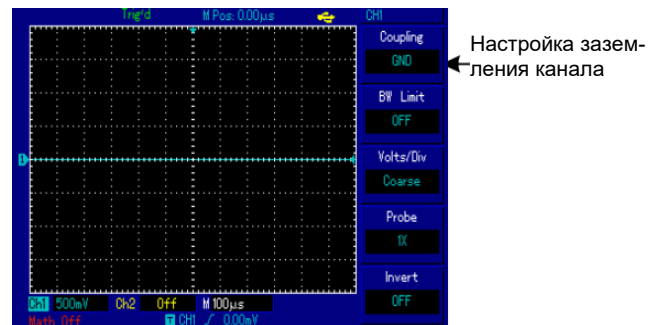 Trig'd M Pos: 0.00μs CH1
Coupling
GND
Настройка зазем-
ления канала
BW Limit
OFF
1
Volts/Div
Coarse
Probe
1X
Invert
OFF
Ch1 500mV Ch2 Off M 100μs
Math Off T CH1 0.00mV